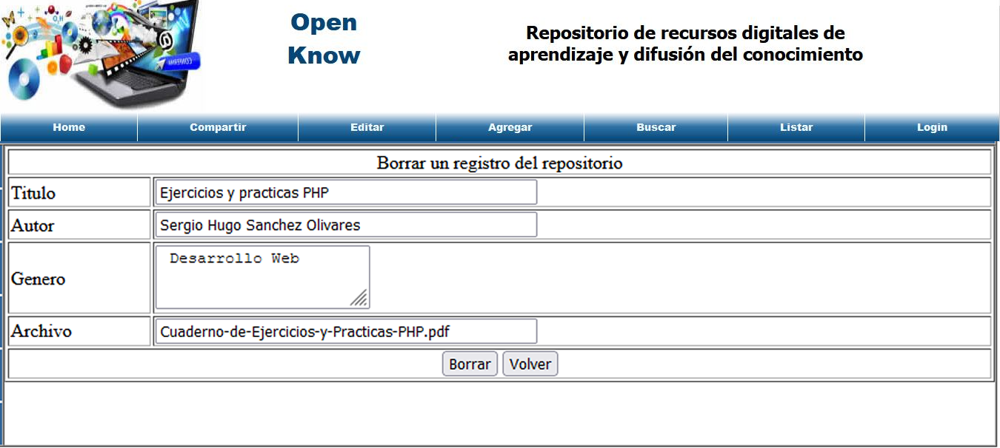 Open
Know
Repositorio de recursos digitales de
aprendizaje y difusión del conocimiento
Home Compartir Editar Agregar Buscar Listar Login
Borrar un registro del repositorio
Titulo Ejercicios y practicas PHP
Autor Sergio Hugo Sanchez Olivares
Genero Desarrollo Web
Archivo Cuaderno-de-Ejercicios-y-Practicas-PHP.pdf
Borrar Volver